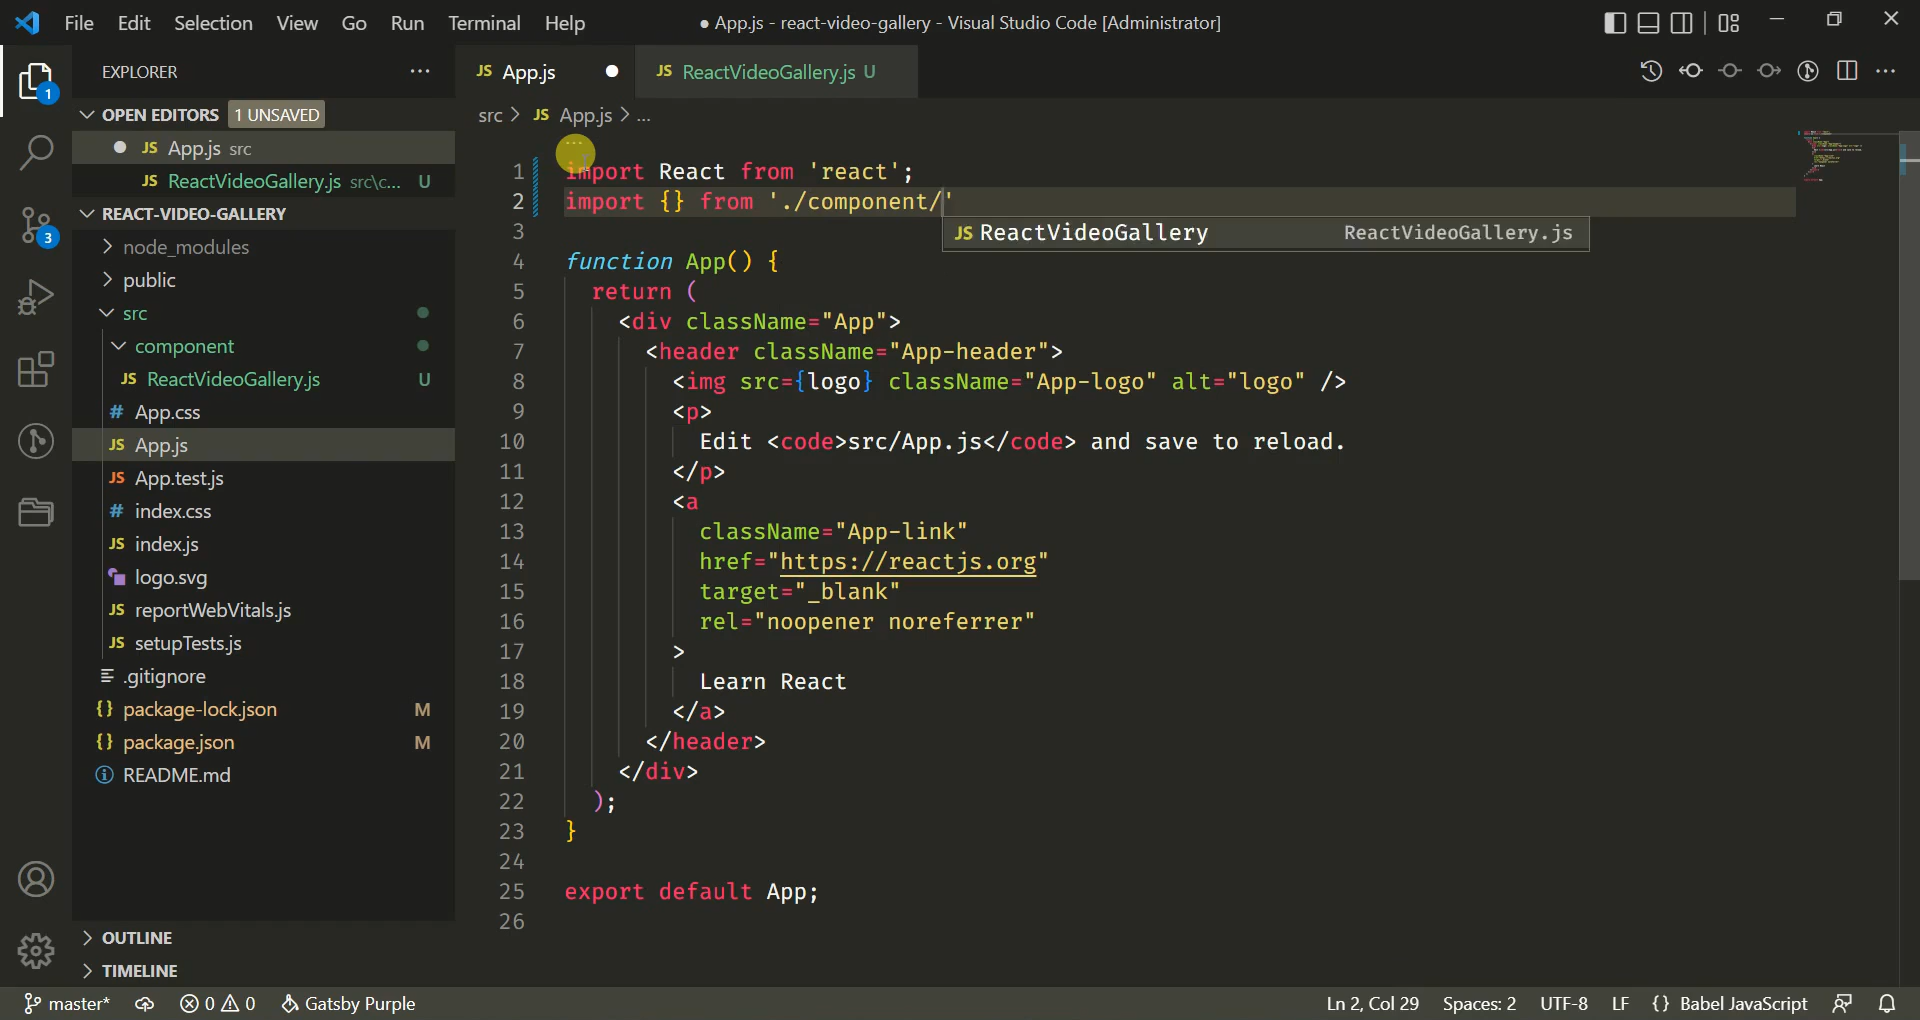 File Edit Selection View Go Run Terminal Help
● App.js - react-video-gallery - Visual Studio Code [Administrator]
EXPLORER
JS App.js
JS ReactVideoGallery.js U
OPEN EDITORS 1 UNSAVED
src > JS App.js > ...
JS App.js src
JS ReactVideoGallery.js src\c... U
1
REACT-VIDEO-GALLERY
3
node_modules
public
src
component
JS ReactVideoGallery.js U
# App.css
JS App.js
JS App.test.js
# index.css
JS index.js
logo.svg
JS reportWebVitals.js
JS setupTests.js
.gitignore
{} package-lock.json M
{} package.json M
README.md
OUTLINE
TIMELINE
1 import React from 'react';
2 import {} from './component/'
JS ReactVideoGallery ReactVideoGallery.js
3
4 function App() {
5 return (
6 <div className="App">
7 <header className="App-header">
8 <img src={logo} className="App-logo" alt="logo" />
9 <p>
10 Edit <code>src/App.js</code> and save to reload.
11 </p>
12 <a
13 className="App-link"
14 href="https://reactjs.org"
15 target="_blank"
16 rel="noopener noreferrer"
17 >
18 Learn React
19 </a>
20 </header>
21 </div>
22 );
23 }
24
25 export default App;
26
master* 0 0 Gatsby Purple Ln 2, Col 29 Spaces: 2 UTF-8 LF {} Babel JavaScript